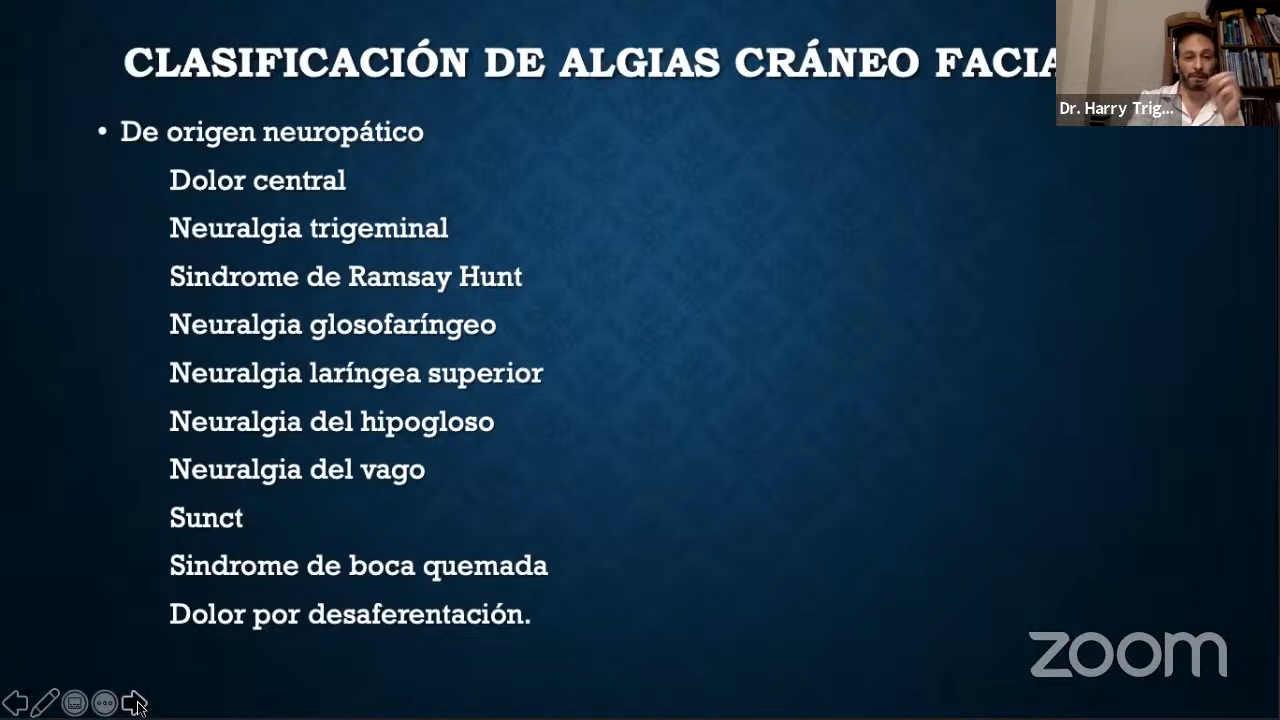 CLASIFICACIÓN DE ALGIAS CRÁNEO FACIA
Dr. Harry Trig...
• De origen neuropático
Dolor central
Neuralgia trigeminal
Sindrome de Ramsay Hunt
Neuralgia glosofaríngeo
Neuralgia laríngea superior
Neuralgia del hipogloso
Neuralgia del vago
Sunct
Sindrome de boca quemada
Dolor por desaferentación.
zoom